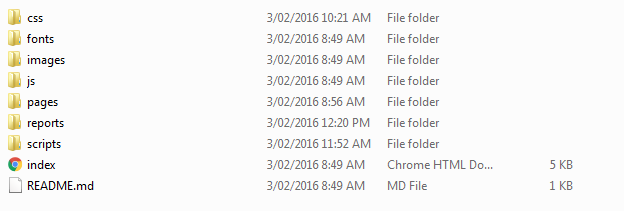 css 3/02/2016 10:21 AM File folder
fonts 3/02/2016 8:49 AM File folder
images 3/02/2016 8:49 AM File folder
js 3/02/2016 8:49 AM File folder
pages 3/02/2016 8:56 AM File folder
reports 3/02/2016 12:20 PM File folder
scripts 3/02/2016 11:52 AM File folder
index 3/02/2016 8:49 AM Chrome HTML Do... 5 KB
README.md 3/02/2016 8:49 AM MD File 1 KB